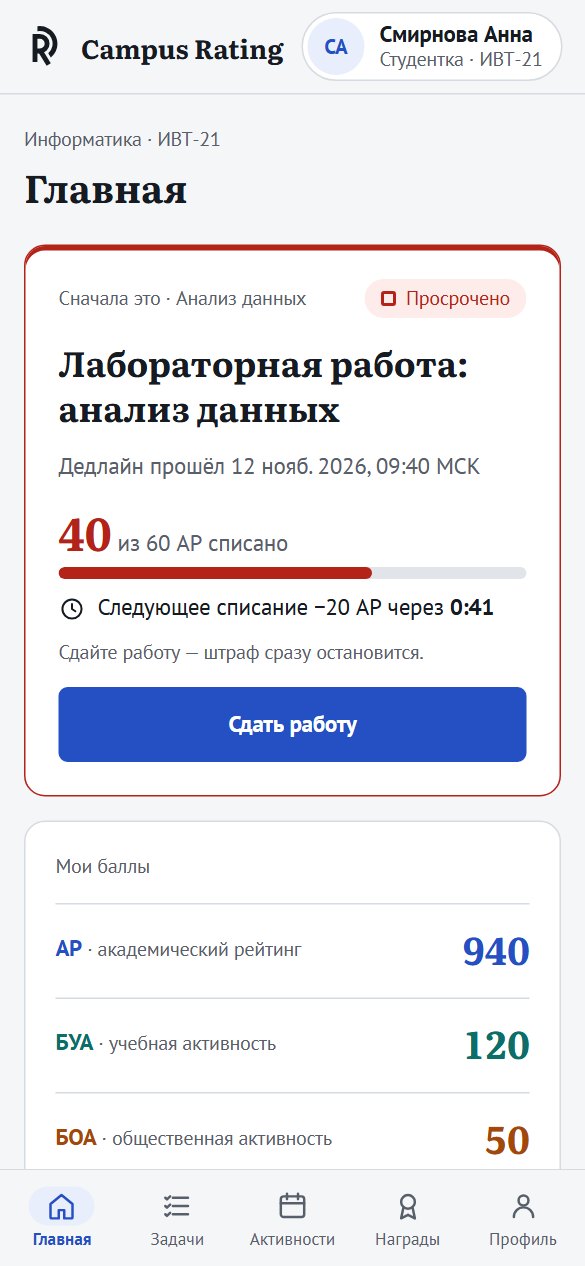 Campus Rating
СА
Смирнова Анна
Студентка · ИВТ-21
Информатика · ИВТ-21
Главная
Сначала это · Анализ данных
Просрочено
Лабораторная работа:
анализ данных
Дедлайн прошёл 12 нояб. 2026, 09:40 МСК
40 из 60 АР списано
Следующее списание −20 АР через 0:41
Сдайте работу — штраф сразу остановится.
Сдать работу
Мои баллы
АР · академический рейтинг
940
БУА · учебная активность
120
БОА · общественная активность
50
Главная
Задачи
Активности
Награды
Профиль